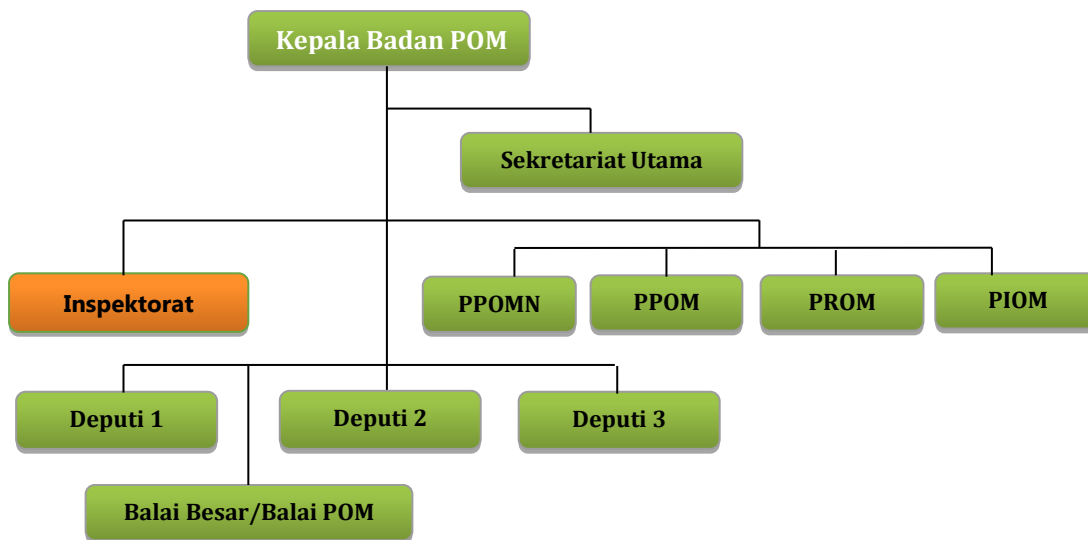 Kepala Badan POM
Sekretariat Utama
Inspektorat
PPOMN
PPOM
PROM
PIOM
Deputi 1
Deputi 2
Deputi 3
Balai Besar/Balai POM